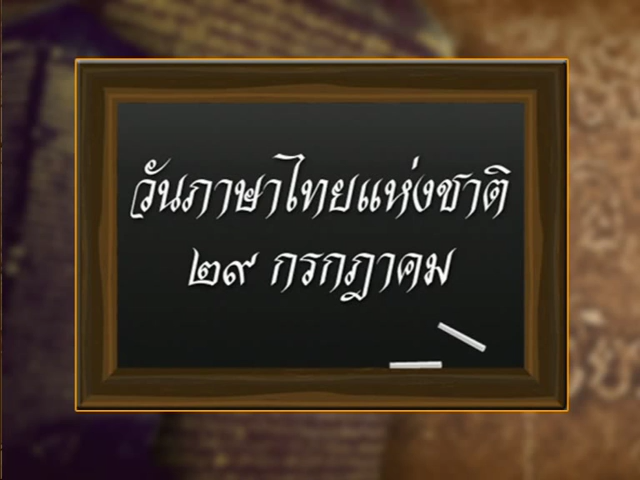 วันภาษาไทยแห่งชาติ
๒๙ กรกฎาคม